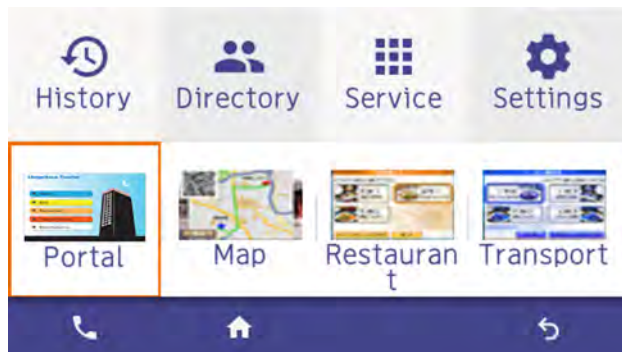 History
Directory
Service
Settings
Portal
Map
Restauran
t
Transport